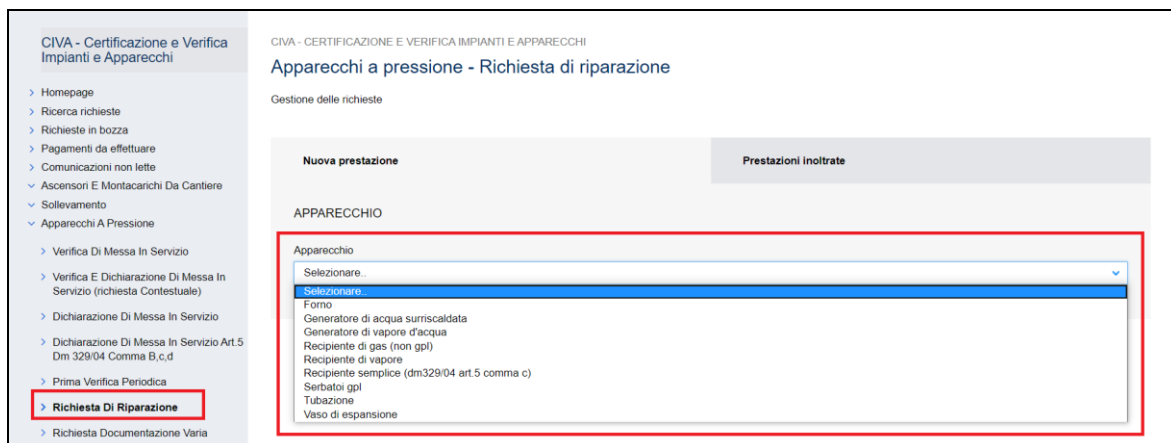 CIVA - Certificazione e Verifica
Impianti e Apparecchi
Homepage
Ricerca richieste
Richieste in bozza
Pagamenti da effettuare
Comunicazioni non lette
Ascensori E Montacarichi Da Cantiere
Sollevamento
Apparecchi A Pressione
Verifica Di Messa In Servizio
Verifica E Dichiarazione Di Messa In
Servizio (richiesta Contestuale)
Dichiarazione Di Messa In Servizio
Dichiarazione Di Messa In Servizio Art.5
Dm 329/04 Comma B,c,d
Prima Verifica Periodica
Richiesta Di Riparazione
Richiesta Documentazione Varia
CIVA - CERTIFICAZIONE E VERIFICA IMPIANTI E APPARECCHI
Apparecchi a pressione - Richiesta di riparazione
Gestione delle richieste
Nuova prestazione
Prestazioni inoltrate
APPARECCHIO
Apparecchio
Selezionare..
Selezionare..
Forno
Generatore di acqua surriscaldata
Generatore di vapore d'acqua
Recipiente di gas (non gpl)
Recipiente di vapore
Recipiente semplice (dm329/04 art.5 comma c)
Serbatoi gpl
Tubazione
Vaso di espansione